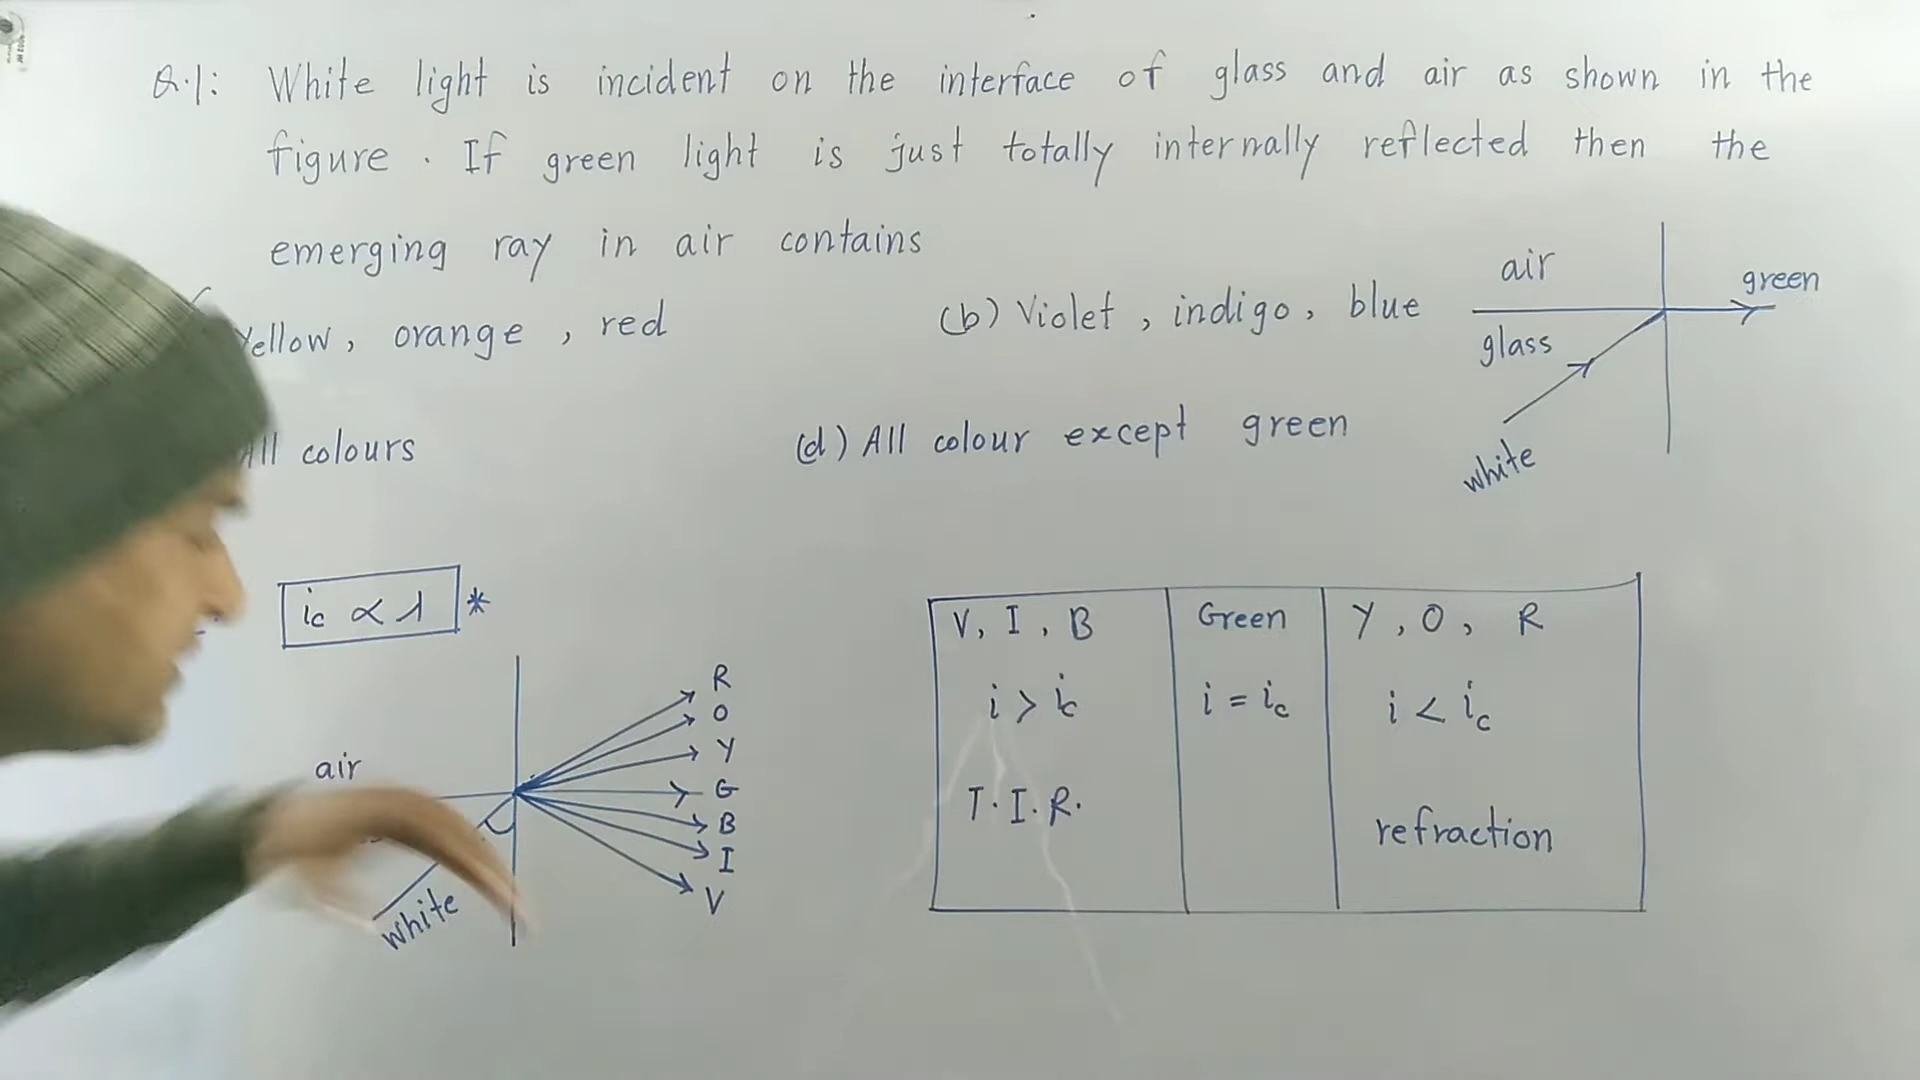 Q.1: White light is incident on the interface of glass and air as shown in the
figure . If green light is just totally internally reflected then the
emerging ray in air contains
Yellow, orange, red
(b) Violet, indigo, blue
All colours
(d) All colour except green
air
glass
green
white
ic ∝ λ *
air
white
R
O
Y
G
B
I
V
V, I, B
i > ic
T.I.R.
Green
i = ic
Y, O, R
i < ic
refraction